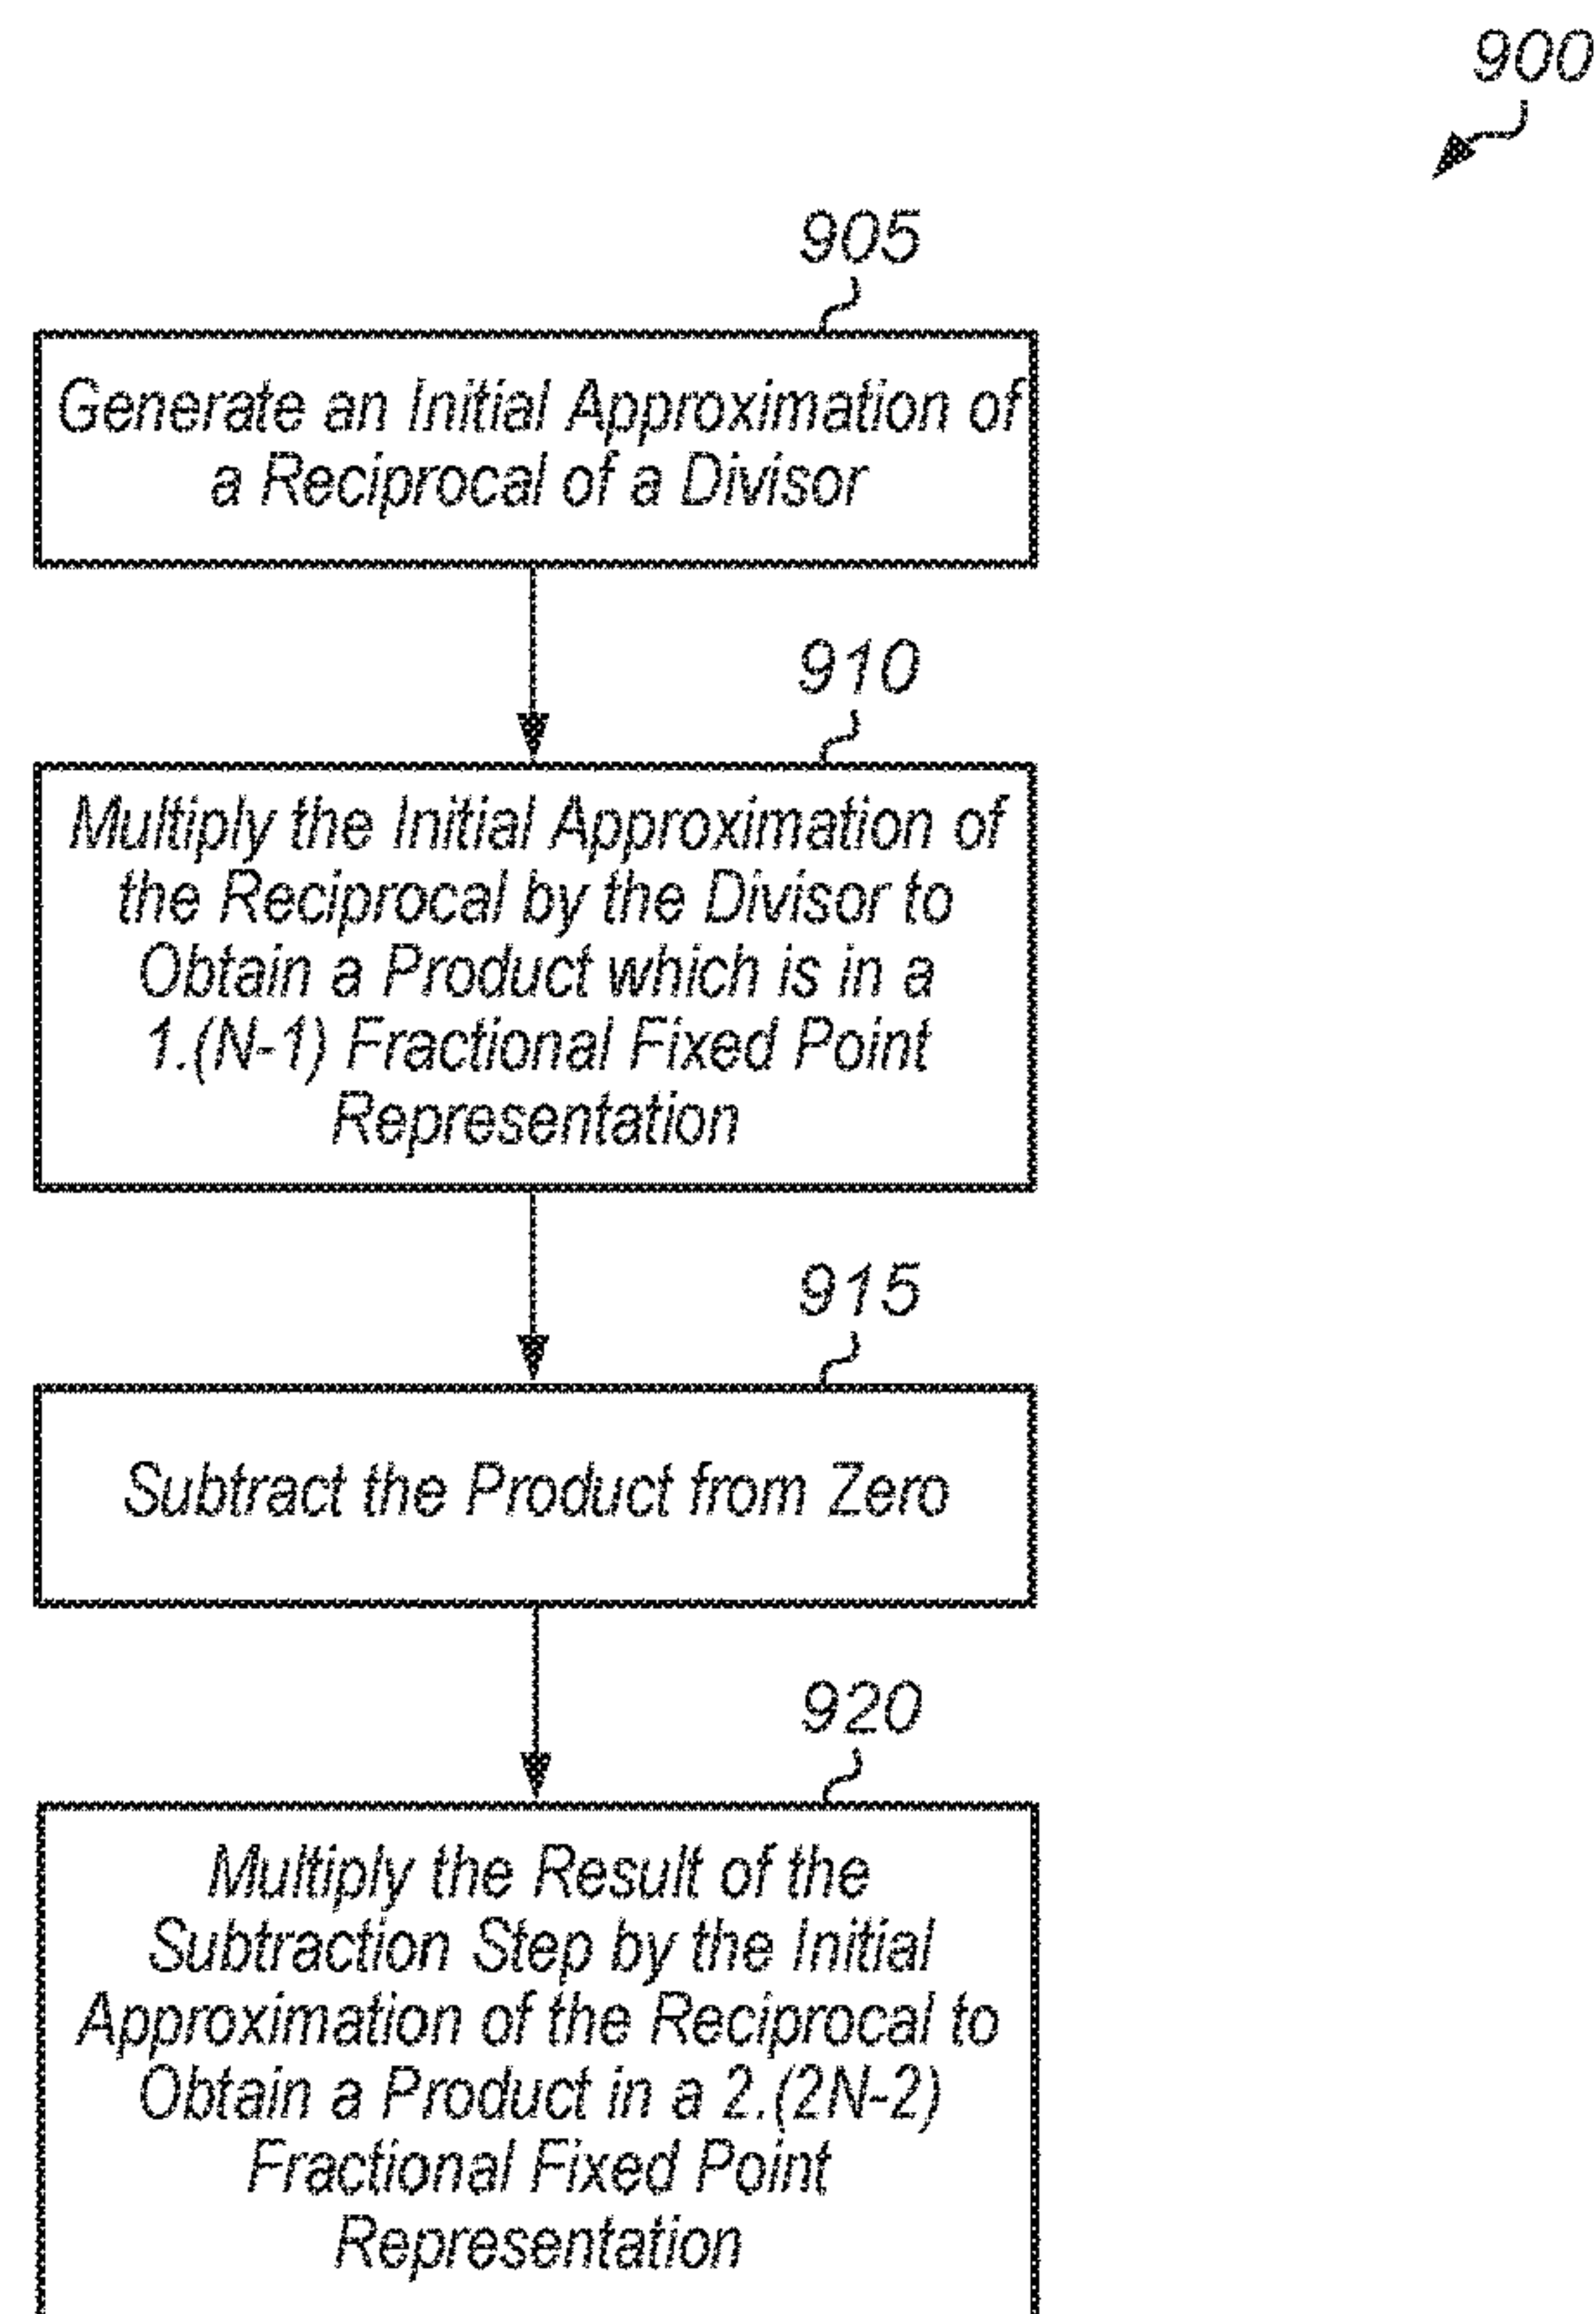 900
905
Generate an Initial Approximation of
a Reciprocal of a Divisor
910
Multiply the Initial Approximation of
the Reciprocal by the Divisor to
Obtain a Product which is in a
1.(N-1) Fractional Fixed Point
Representation
915
Subtract the Product from Zero
920
Multiply the Result of the
Subtraction Step by the Initial
Approximation of the Reciprocal to
Obtain a Product in a 2.(2N-2)
Fractional Fixed Point
Representation